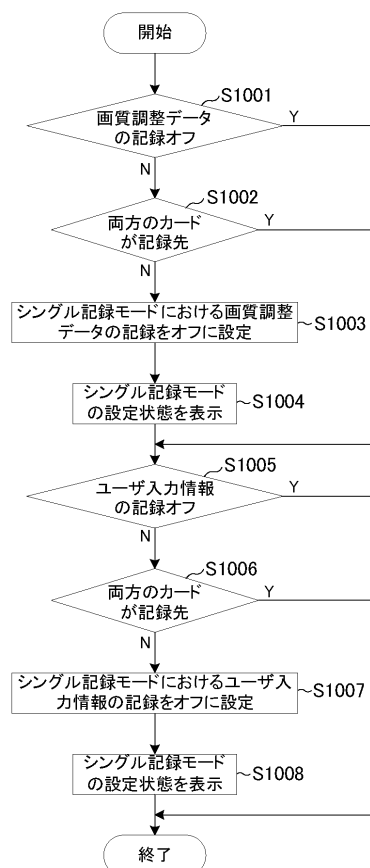 開始
S1001
画質調整データ
の記録オフ
Y
N
S1002
両方のカード
が記録先
Y
N
シングル記録モードにおける画質調整
データの記録をオフに設定
S1003
シングル記録モード
の設定状態を表示
S1004
S1005
ユーザ入力情報
の記録オフ
Y
N
S1006
両方のカード
が記録先
Y
N
シングル記録モードにおけるユーザ入
力情報の記録をオフに設定
S1007
シングル記録モード
の設定状態を表示
S1008
終了